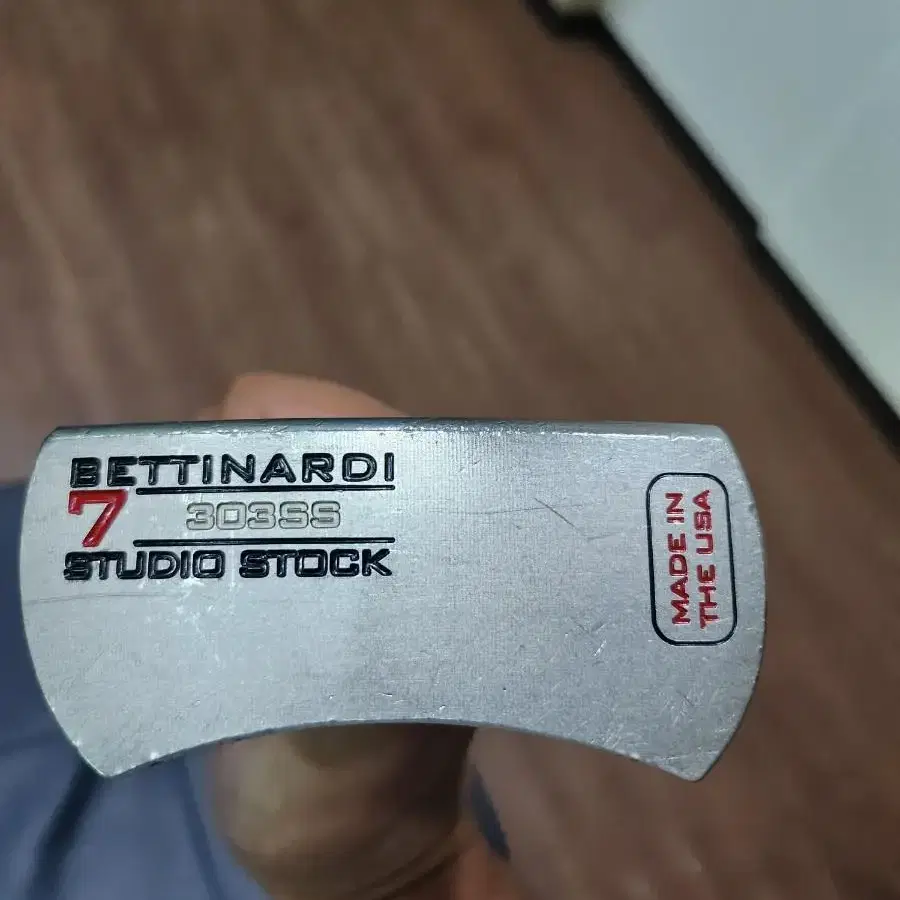 BETTINARDI
7
303SS
STUDIO STOCK
MADE IN
THE USA